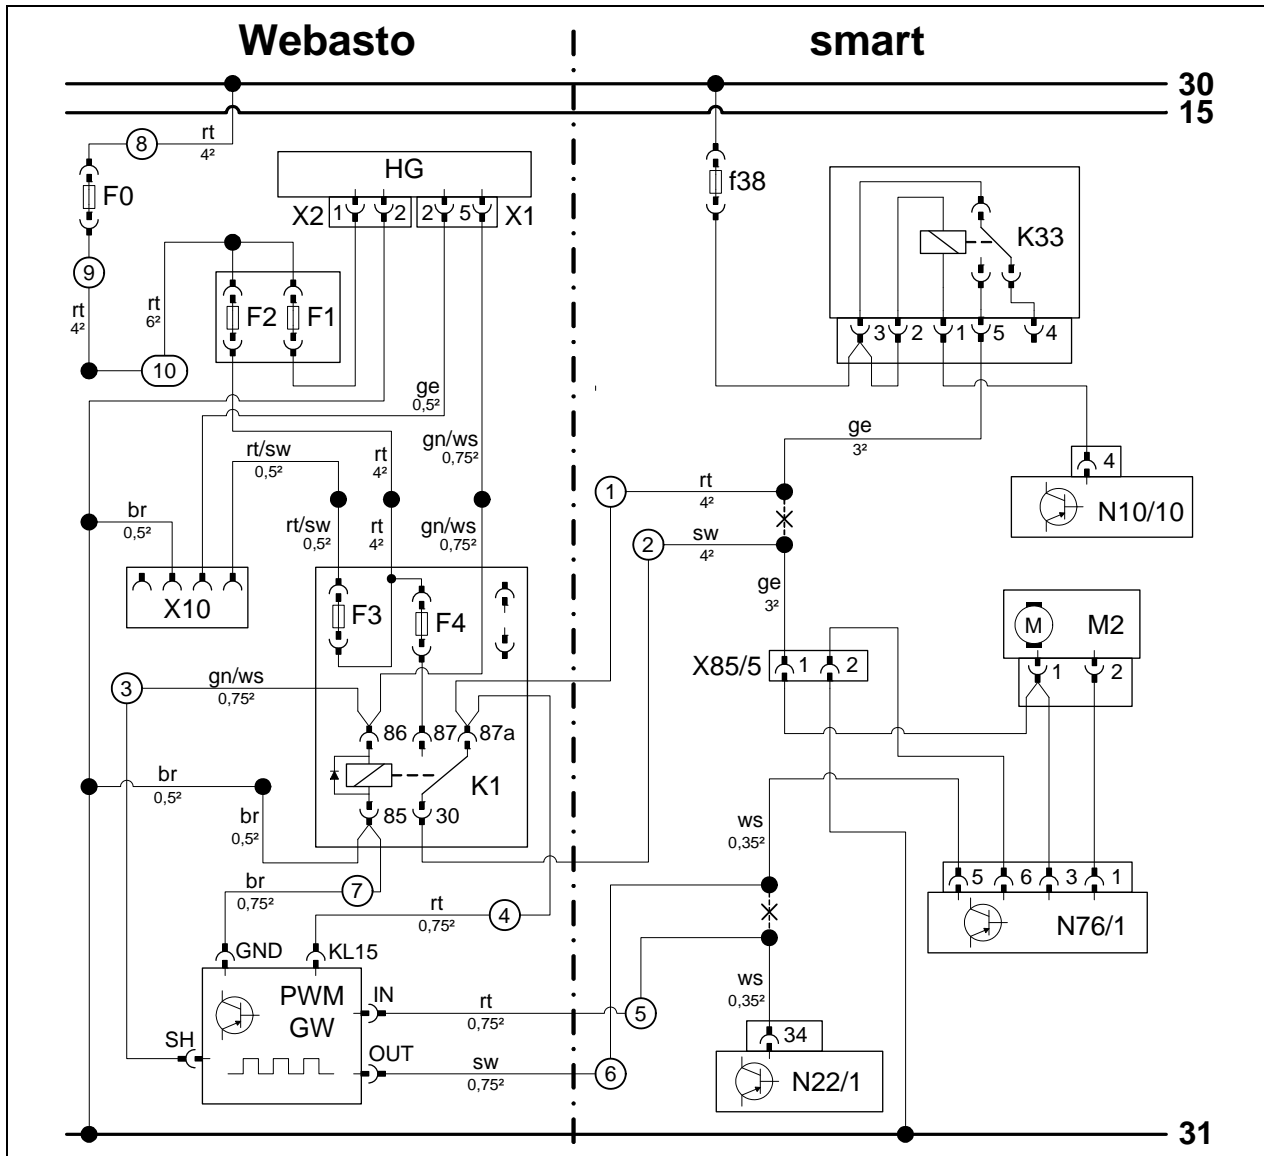 Webasto smart
30
15
8 rt
4²
HG
F0
f38
X2 1 2 2 5 X1
K33
9
rt
4²
rt
6²
F2 F1
3 2 1 5 4
10
ge
0,5²
rt/sw
0,5²
rt
4²
gn/ws
0,75²
ge
3²
4
1 rt
4²
N10/10
br
0,5²
rt/sw
0,5²
rt
4²
gn/ws
0,75²
2 sw
4²
ge
3²
X10
F3 F4
M M2
X85/5 1 2
1 2
3 gn/ws
0,75²
86 87 87a
K1
br
0,5²
85 30
br
0,5²
ws
0,35²
br
0,75²
7
5 6 3 1
rt
0,75²
4
N76/1
GND KL15
PWM
GW
IN
rt
0,75²
5
ws
0,35²
SH
OUT
sw
0,75²
6
34
N22/1
31